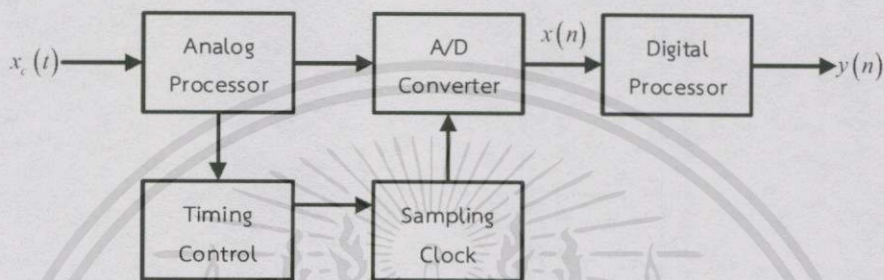 x_c(t)
Analog
Processor
A/D
Converter
x(n)
Digital
Processor
y(n)
Timing
Control
Sampling
Clock